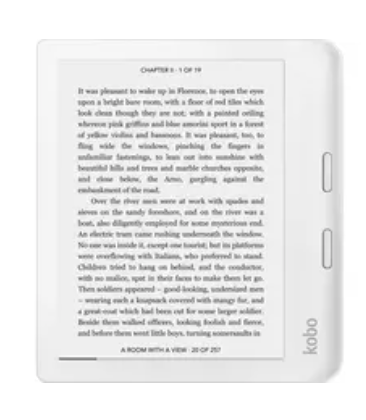 CHAPTER II · 1 OF 19
It was pleasant to wake up in Florence, to open the eyes
upon a bright bare room, with a floor of red tiles which
look clean though they are not; with a painted ceiling
whereon pink griffins and blue amorini sport in a forest
of yellow violins and bassoons. It was pleasant, too, to
fling wide the windows, pinching the fingers in
unfamiliar fastenings, to lean out into sunshine with
beautiful hills and trees and marble churches opposite,
and close below, the Arno, gurgling against the
embankment of the road.
Over the river men were at work with spades and
sieves on the sandy foreshore, and on the river was a
boat, also diligently employed for some mysterious end.
An electric tram came rushing underneath the window.
No one was inside it, except one tourist; but its platforms
were overflowing with Italians, who preferred to stand.
Children tried to hang on behind, and the conductor,
with no malice, spat in their faces to make them let go.
Then soldiers appeared – good-looking, undersized men
– wearing each a knapsack covered with mangy fur, and
a great-coat which had been cut for some larger soldier.
Beside them walked officers, looking foolish and fierce,
and before them went little boys, turning somersaults in
A ROOM WITH A VIEW · 20 OF 257
kobo